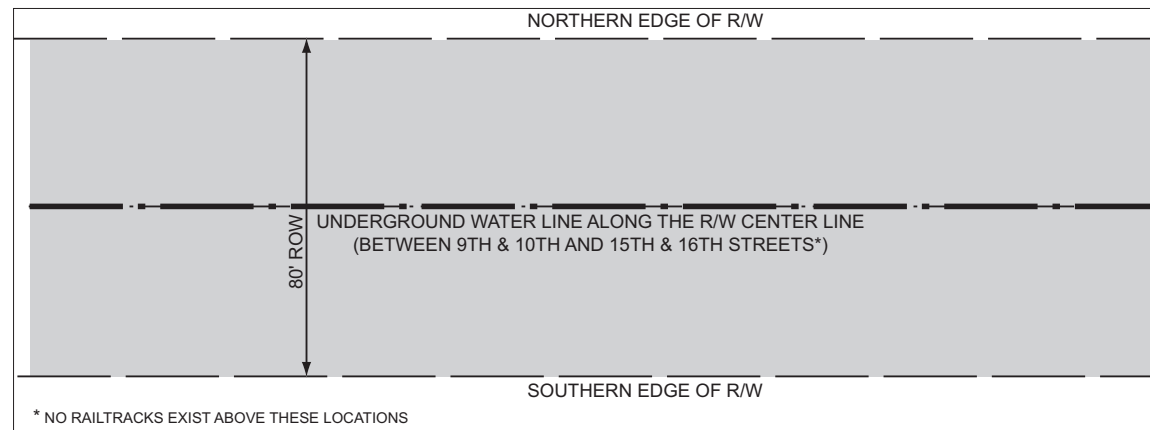 NORTHERN EDGE OF R/W
80' ROW
UNDERGROUND WATER LINE ALONG THE R/W CENTER LINE
(BETWEEN 9TH & 10TH AND 15TH & 16TH STREETS*)
SOUTHERN EDGE OF R/W
* NO RAILTRACKS EXIST ABOVE THESE LOCATIONS